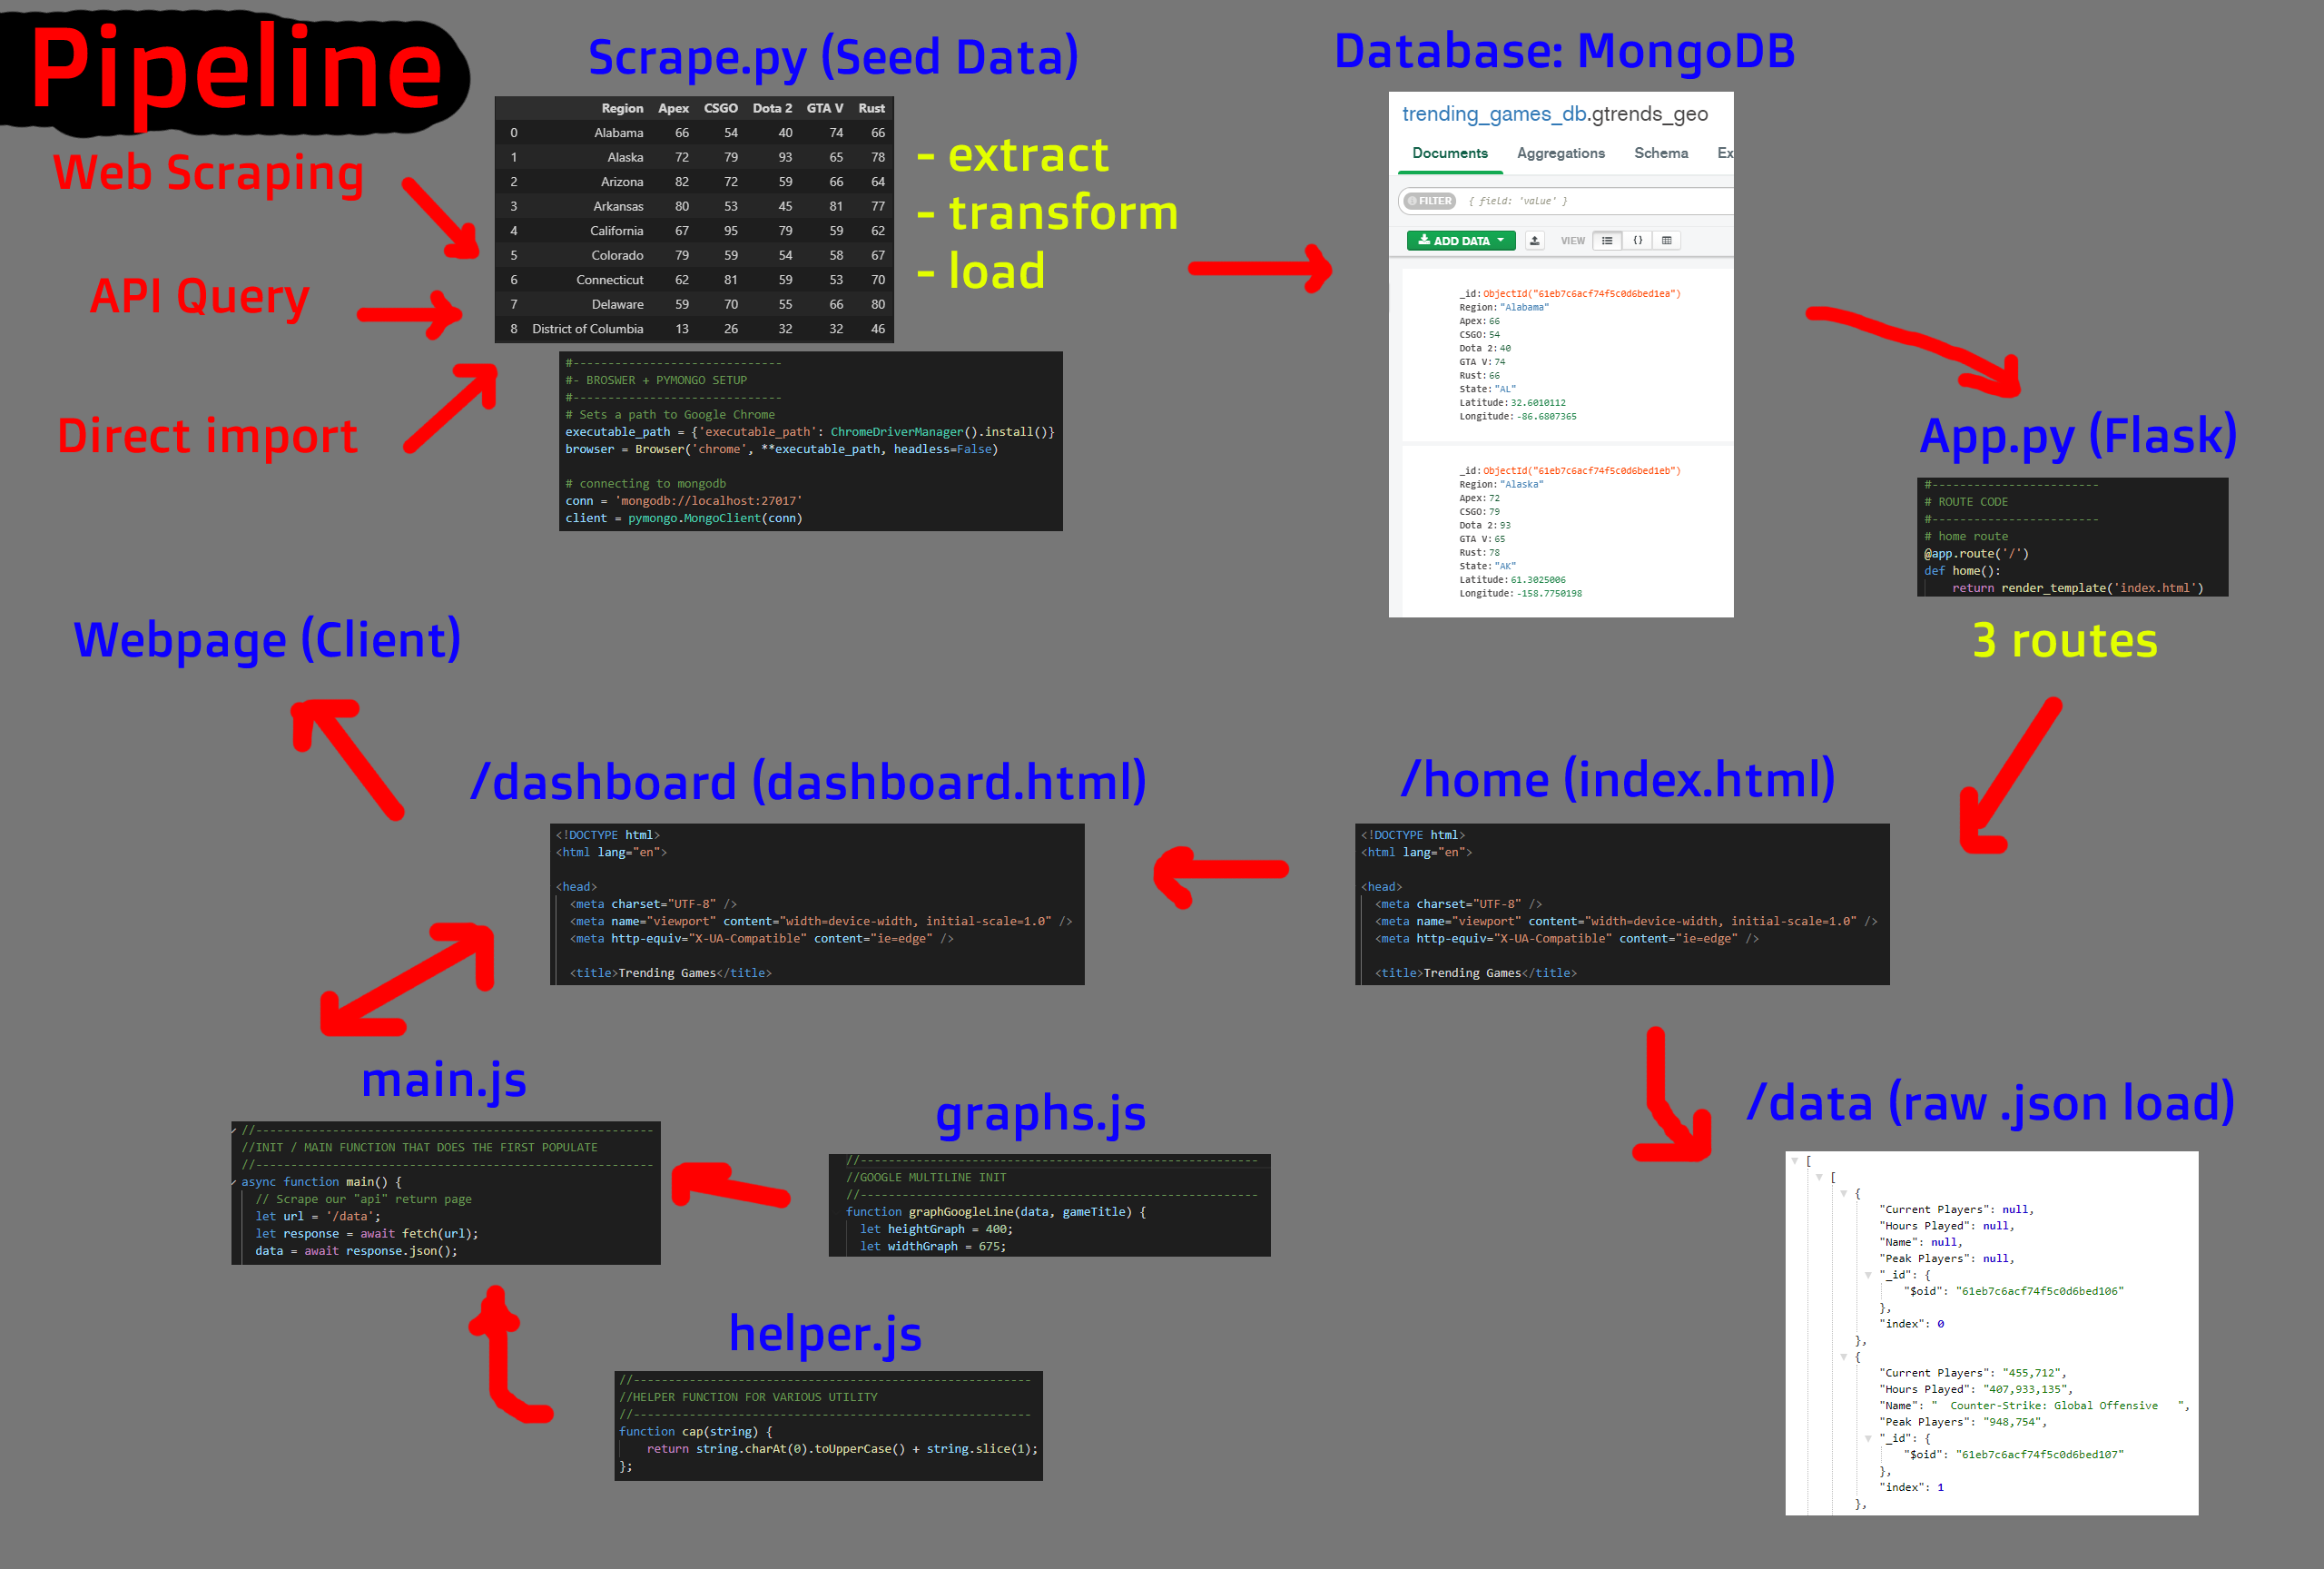 Pipeline
Web Scraping
API Query
Direct import
Scrape.py (Seed Data)
Region Apex CSGO Dota 2 GTA V Rust
0 Alabama 66 54 40 74 66
1 Alaska 72 79 93 65 78
2 Arizona 82 72 59 66 64
3 Arkansas 80 53 45 81 77
4 California 67 95 79 59 62
5 Colorado 79 59 54 58 67
6 Connecticut 62 81 59 53 70
7 Delaware 59 70 55 66 80
8 District of Columbia 13 26 32 32 46
- extract
- transform
- load
#------------------------------
#- BROSWER + PYMONGO SETUP
#------------------------------
# Sets a path to Google Chrome
executable_path = {'executable_path': ChromeDriverManager().install()}
browser = Browser('chrome', **executable_path, headless=False)
# connecting to mongodb
conn = 'mongodb://localhost:27017'
client = pymongo.MongoClient(conn)
Database: MongoDB
trending_games_db.gtrends_geo
Documents Aggregations Schema Ex
FILTER { field: 'value' }
ADD DATA VIEW {}
_id: ObjectId("61eb7c6acf74f5c0d6bed1ea")
Region: "Alabama"
Apex: 66
CSGO: 54
Dota 2: 40
GTA V: 74
Rust: 66
State: "AL"
Latitude: 32.6010112
Longitude: -86.6807365
_id: ObjectId("61eb7c6acf74f5c0d6bed1eb")
Region: "Alaska"
Apex: 72
CSGO: 79
Dota 2: 93
GTA V: 65
Rust: 78
State: "AK"
Latitude: 61.3025006
Longitude: -158.7750198
App.py (Flask)
#------------------------
# ROUTE CODE
#------------------------
# home route
@app.route('/')
def home():
return render_template('index.html')
3 routes
Webpage (Client)
/dashboard (dashboard.html)
<!DOCTYPE html>
<html lang="en">
<head>
<meta charset="UTF-8" />
<meta name="viewport" content="width=device-width, initial-scale=1.0" />
<meta http-equiv="X-UA-Compatible" content="ie=edge" />
<title>Trending Games</title>
/home (index.html)
<!DOCTYPE html>
<html lang="en">
<head>
<meta charset="UTF-8" />
<meta name="viewport" content="width=device-width, initial-scale=1.0" />
<meta http-equiv="X-UA-Compatible" content="ie=edge" />
<title>Trending Games</title>
main.js
//---------------------------------------------------------
//INIT / MAIN FUNCTION THAT DOES THE FIRST POPULATE
//---------------------------------------------------------
async function main() {
// Scrape our "api" return page
let url = '/data';
let response = await fetch(url);
data = await response.json();
graphs.js
//---------------------------------------------------------
//GOOGLE MULTILINE INIT
//---------------------------------------------------------
function graphGoogleLine(data, gameTitle) {
let heightGraph = 400;
let widthGraph = 675;
helper.js
//---------------------------------------------------------
//HELPER FUNCTION FOR VARIOUS UTILITY
//---------------------------------------------------------
function cap(string) {
return string.charAt(0).toUpperCase() + string.slice(1);
};
/data (raw .json load)
[
[
{
"Current Players": null,
"Hours Played": null,
"Name": null,
"Peak Players": null,
"_id": {
"$oid": "61eb7c6acf74f5c0d6bed106"
},
"index": 0
},
{
"Current Players": "455,712",
"Hours Played": "407,933,135",
"Name": " Counter-Strike: Global Offensive ",
"Peak Players": "948,754",
"_id": {
"$oid": "61eb7c6acf74f5c0d6bed107"
},
"index": 1
},